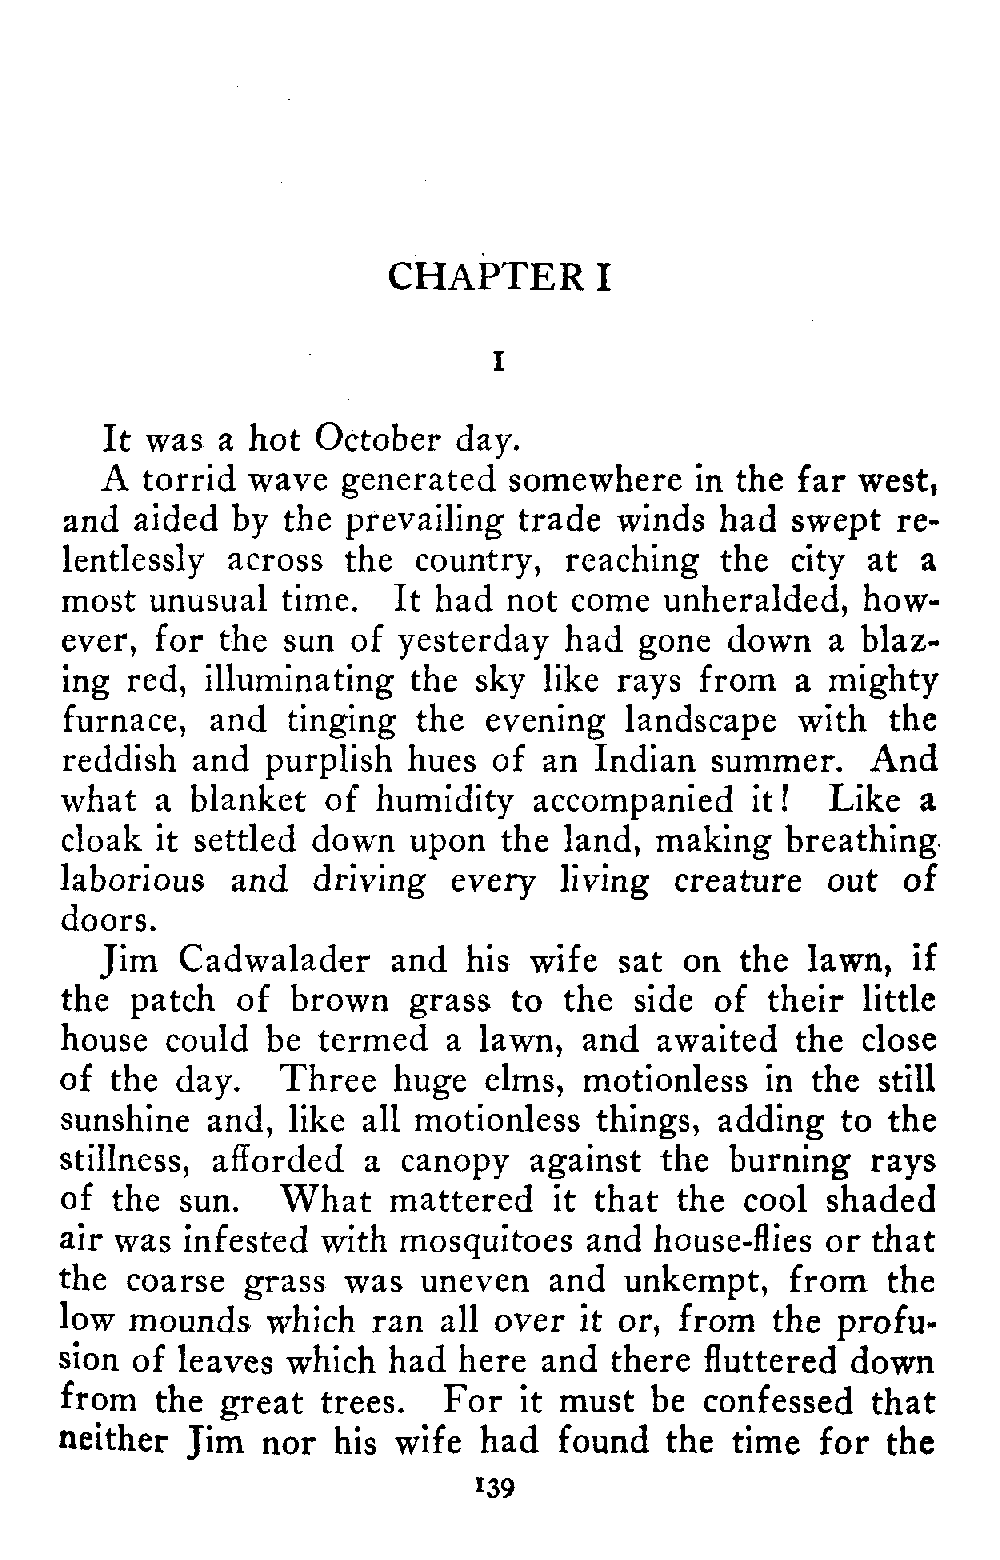 CHAPTER I
I
It was a hot October day.
A torrid wave generated somewhere in the far west,
and aided by the prevailing trade winds had swept re-
lentlessly across the country, reaching the city at a
most unusual time. It had not come unheralded, how-
ever, for the sun of yesterday had gone down a blaz-
ing red, illuminating the sky like rays from a mighty
furnace, and tinging the evening landscape with the
reddish and purplish hues of an Indian summer. And
what a blanket of humidity accompanied it! Like a
cloak it settled down upon the land, making breathing
laborious and driving every living creature out of
doors.
Jim Cadwalader and his wife sat on the lawn, if
the patch of brown grass to the side of their little
house could be termed a lawn, and awaited the close
of the day. Three huge elms, motionless in the still
sunshine and, like all motionless things, adding to the
stillness, afforded a canopy against the burning rays
of the sun. What mattered it that the cool shaded
air was infested with mosquitoes and house-flies or that
the coarse grass was uneven and unkempt, from the
low mounds which ran all over it or, from the profu-
sion of leaves which had here and there fluttered down
from the great trees. For it must be confessed that
neither Jim nor his wife had found the time for the
139